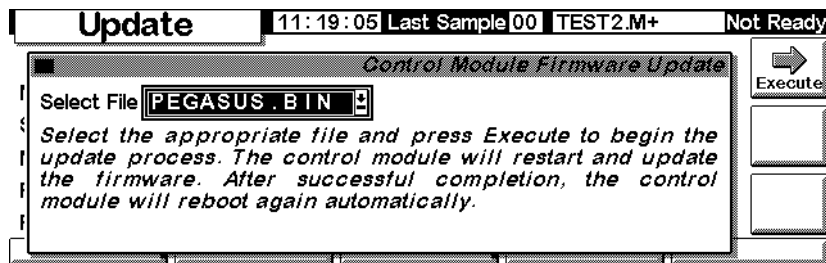 Update 11:19:05 Last Sample 00 TEST2.M+ Not Ready
Control Module Firmware Update
Execute
Select File PEGASUS.BIN
Select the appropriate file and press Execute to begin the
update process. The control module will restart and update
the firmware. After successful completion, the control
module will reboot again automatically.